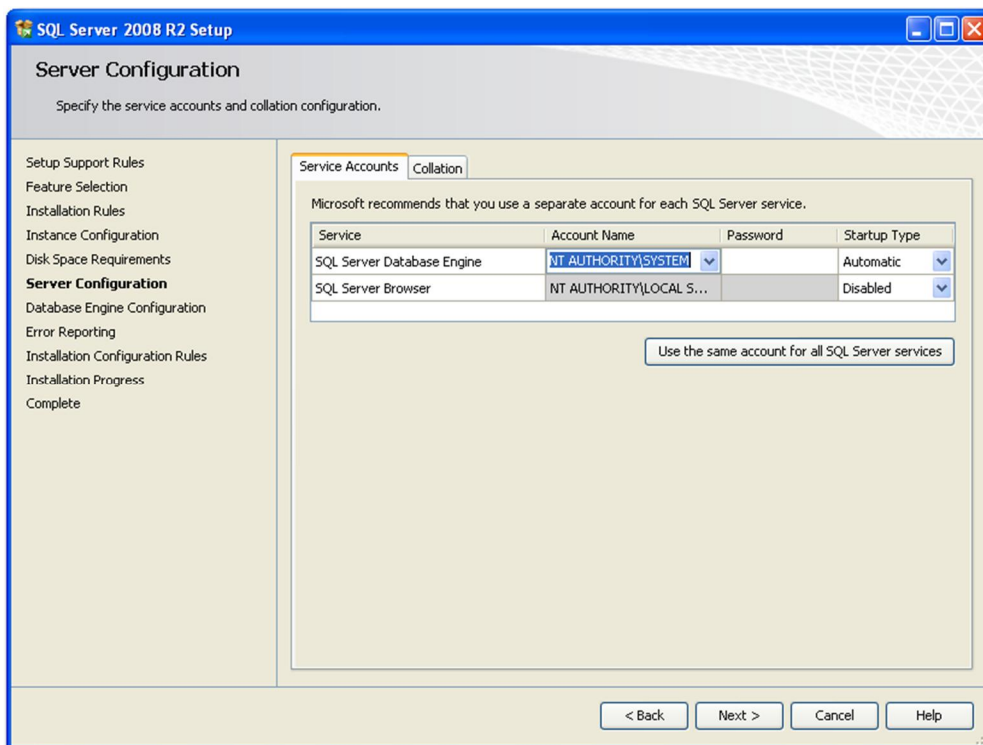 SQL Server 2008 R2 Setup
Server Configuration
Specify the service accounts and collation configuration.
Setup Support Rules
Feature Selection
Installation Rules
Instance Configuration
Disk Space Requirements
Server Configuration
Database Engine Configuration
Error Reporting
Installation Configuration Rules
Installation Progress
Complete
Service Accounts Collation
Microsoft recommends that you use a separate account for each SQL Server service.
Service Account Name Password Startup Type
SQL Server Database Engine NT AUTHORITY\SYSTEM Automatic
SQL Server Browser NT AUTHORITY\LOCAL S... Disabled
Use the same account for all SQL Server services
< Back Next > Cancel Help